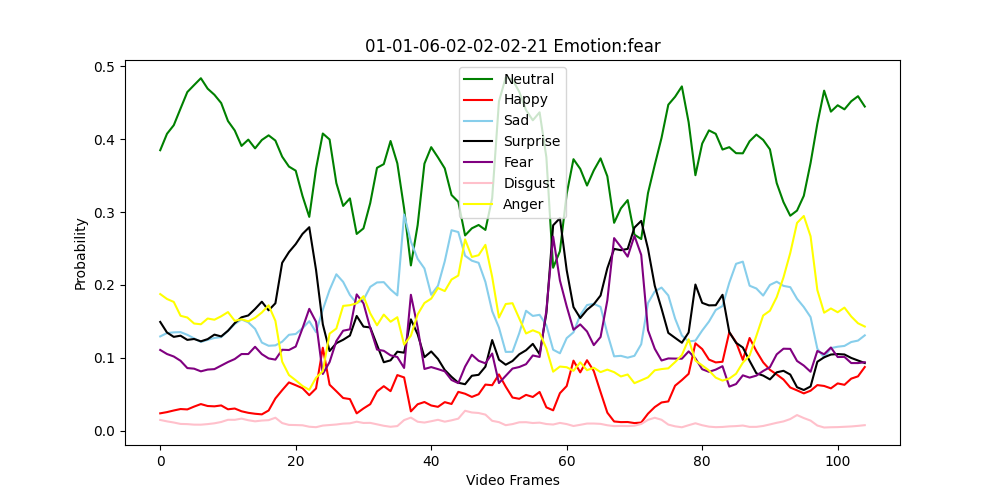 01-01-06-02-02-02-21 Emotion:fear
Neutral
Happy
Sad
Surprise
Fear
Disgust
Anger
0.5
0.4
0.3
0.2
0.1
0.0
Probability
0 20 40 60 80 100
Video Frames